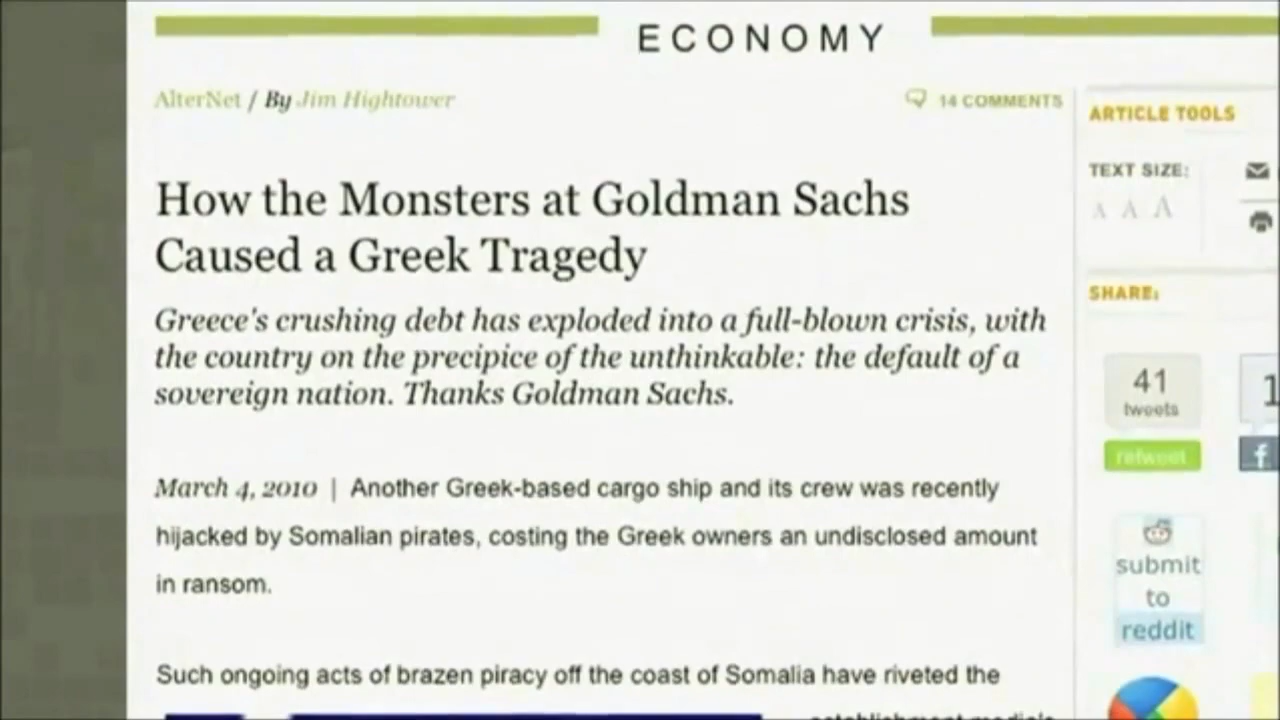 ECONOMY
AlterNet / By Jim Hightower
14 COMMENTS
How the Monsters at Goldman Sachs
Caused a Greek Tragedy
Greece's crushing debt has exploded into a full-blown crisis, with
the country on the precipice of the unthinkable: the default of a
sovereign nation. Thanks Goldman Sachs.
March 4, 2010 | Another Greek-based cargo ship and its crew was recently
hijacked by Somalian pirates, costing the Greek owners an undisclosed amount
in ransom.
Such ongoing acts of brazen piracy off the coast of Somalia have riveted the
establishment media's
ARTICLE TOOLS
TEXT SIZE:
A A A
SHARE:
41
tweets
retweet
1
f
submit
to
reddit